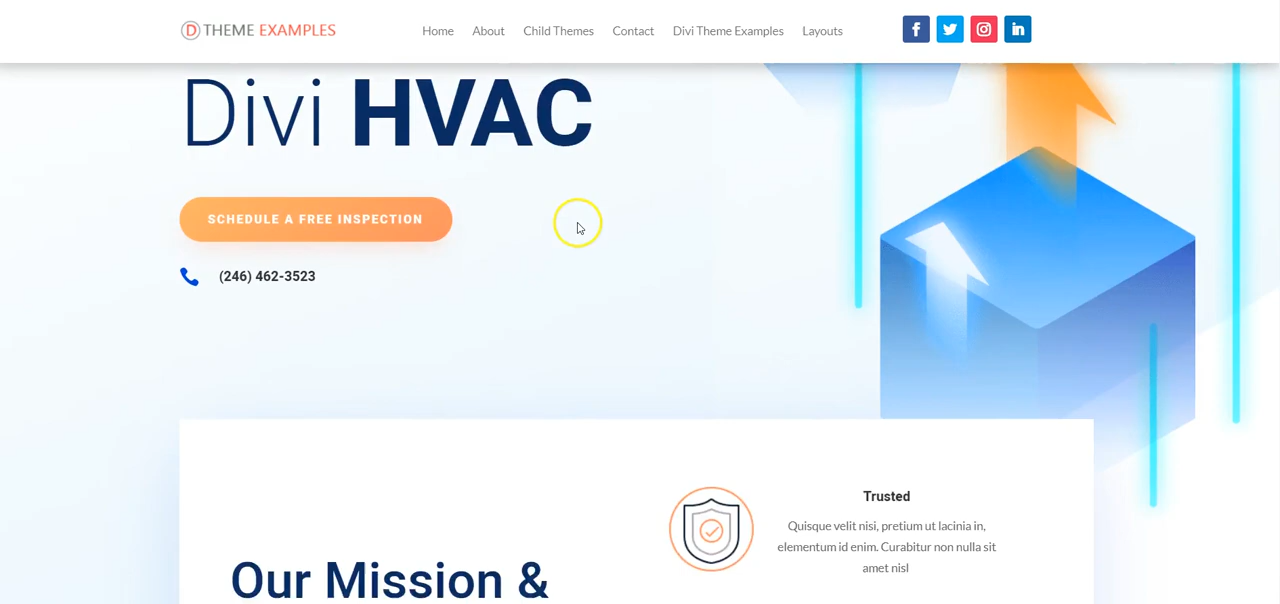 D THEME EXAMPLES
Home About Child Themes Contact Divi Theme Examples Layouts
Divi HVAC
SCHEDULE A FREE INSPECTION
(246) 462-3523
Trusted
Quisque velit nisi, pretium ut lacinia in,
elementum id enim. Curabitur non nulla sit
amet nisl
Our Mission &